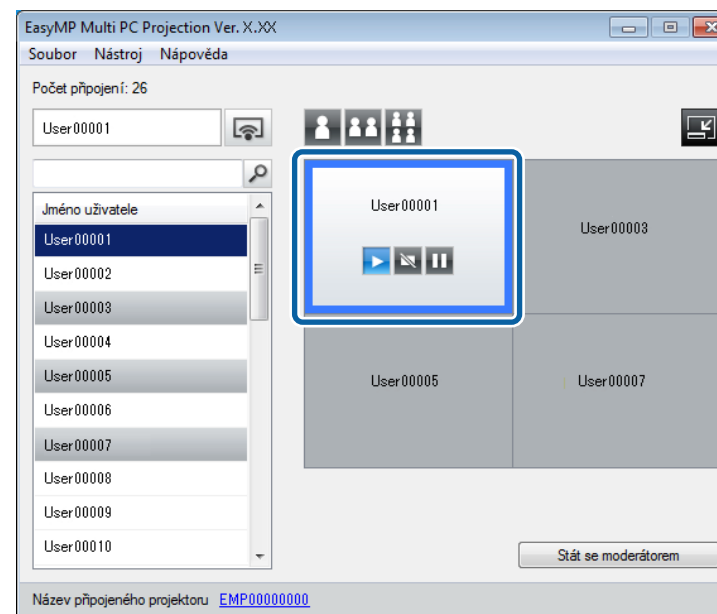 EasyMP Multi PC Projection Ver. X.XX
Soubor Nástroj Nápověda
Počet připojení: 26
User00001
Jméno uživatele
User00001
User00002
User00003
User00004
User00005
User00006
User00007
User00008
User00009
User00010
User00001
User00003
User00005
User00007
Stát se moderátorem
Název připojeného projektoru EMP00000000